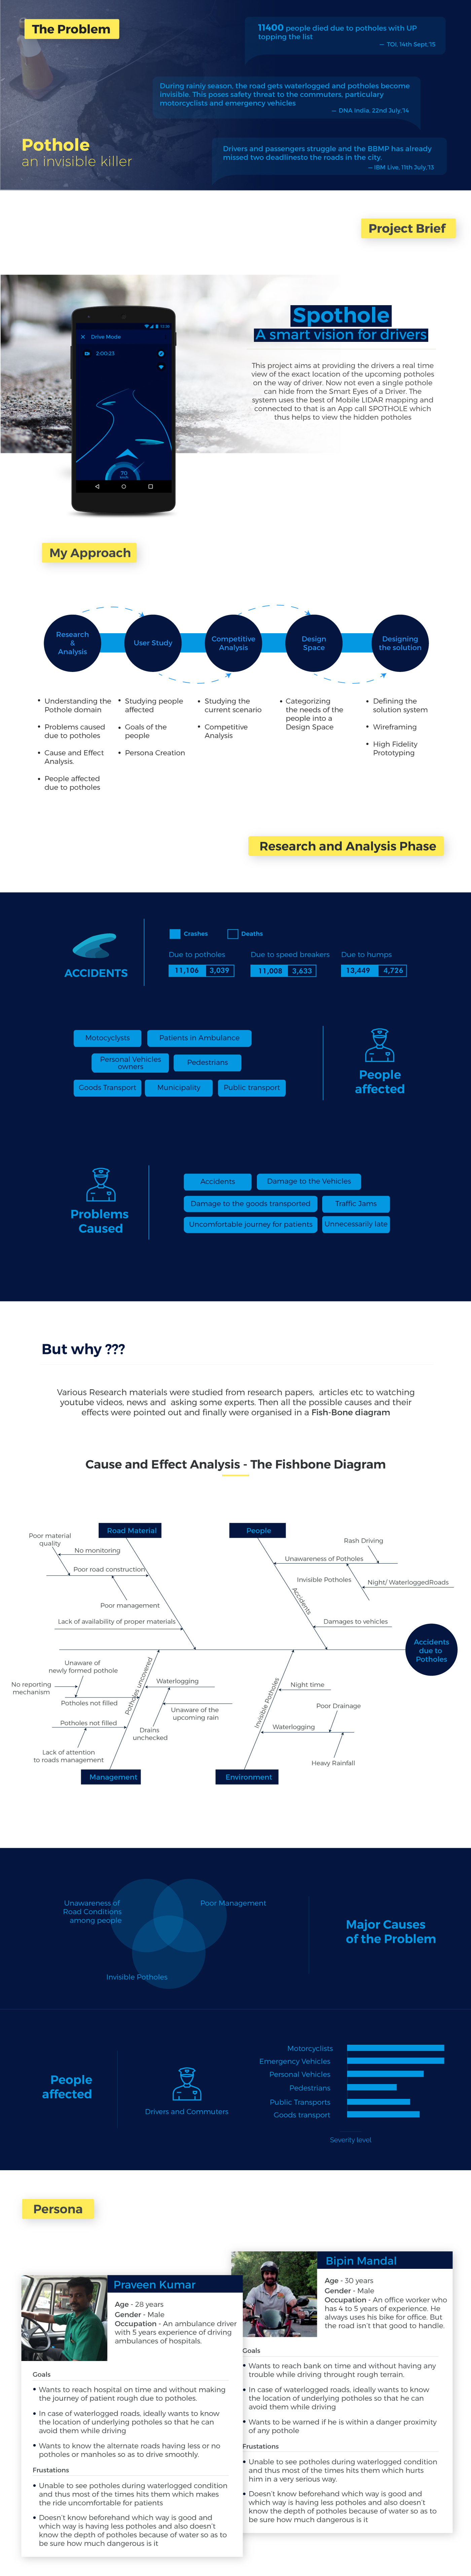 The Problem
11400 people died due to potholes with UP
topping the list
— TOI, 14th Sept,'15
During rainiy season, the road gets waterlogged and potholes become
invisible. This poses safety threat to the commuters, particulary
motorcyclists and emergency vehicles
— DNA India, 22nd July,'14
Pothole
an invisible killer
Drivers and passengers struggle and the BBMP has already
missed two deadlinesto the roads in the city.
— IBM Live, 11th July,'13
Project Brief
Drive Mode
2:00:23
70
Spothole
A smart vision for drivers
This project aims at providing the drivers a real time
view of the exact location of the upcoming potholes
on the way of driver. Now not even a single pothole
can hide from the Smart Eyes of a Driver. The
system uses the best of Mobile LIDAR mapping and
connected to that is an App call SPOTHOLE which
thus helps to view the hidden potholes
My Approach
Research
&
Analysis
User Study
Competitive
Analysis
Design
Space
Designing
the solution
• Understanding the
Pothole domain
• Problems caused
due to potholes
• Cause and Effect
Analysis.
• People affected
due to potholes
• Studying people
affected
• Goals of the
people
• Persona Creation
• Studying the
current scenario
• Competitive
Analysis
• Categorizing
the needs of the
people into a
Design Space
• Defining the
solution system
• Wireframing
• High Fidelity
Prototyping
Research and Analysis Phase
Crashes
Deaths
ACCIDENTS
Due to potholes
11,106 3,039
Due to speed breakers
11,008 3,633
Due to humps
13,449 4,726
Motocyclysts
Patients in Ambulance
Personal Vehicles
owners
Pedestrians
Goods Transport
Municipality
Public transport
People
affected
Problems
Caused
Accidents
Damage to the Vehicles
Damage to the goods transported
Traffic Jams
Uncomfortable journey for patients
Unnecessarily late
But why ???
Various Research materials were studied from research papers, articles etc to watching
youtube videos, news and asking some experts. Then all the possible causes and their
effects were pointed out and finally were organised in a Fish-Bone diagram
Cause and Effect Analysis - The Fishbone Diagram
Road Material
People
Poor material
quality
No monitoring
Poor road construction
Poor management
Lack of availability of proper materials
Rash Driving
Unawareness of Potholes
Invisible Potholes
Night/ WaterloggedRoads
Accidents
Damages to vehicles
Accidents
due to
Potholes
Unaware of
newly formed pothole
No reporting
mechanism
Potholes not filled
Potholes not filled
Lack of attention
to roads management
Potholes uncovered
Waterlogging
Unaware of the
upcoming rain
Drains
unchecked
Invisible Potholes
Night time
Poor Drainage
Waterlogging
Heavy Rainfall
Management
Environment
Unawareness of
Road Conditions
among people
Poor Management
Invisible Potholes
Major Causes
of the Problem
People
affected
Drivers and Commuters
Motorcyclists
Emergency Vehicles
Personal Vehicles
Pedestrians
Public Transports
Goods transport
Severity level
Persona
Praveen Kumar
Age - 28 years
Gender - Male
Occupation - An ambulance driver
with 5 years experience of driving
ambulances of hospitals.
Goals
• Wants to reach hospital on time and without making
the journey of patient rough due to potholes.
• In case of waterlogged roads, ideally wants to know
the location of underlying potholes so that he can
avoid them while driving
• Wants to know the alternate roads having less or no
potholes or manholes so as to drive smoothly.
Frustations
• Unable to see potholes during waterlogged condition
and thus most of the times hits them which makes
the ride uncomfortable for patients
• Doesn't know beforehand which way is good and
which way is having less potholes and also doesn't
know the depth of potholes because of water so as to
be sure how much dangerous is it
Bipin Mandal
Age - 30 years
Gender - Male
Occupation - An office worker who
has 4 to 5 years of experience. He
always uses his bike for office. But
the road isn't that good to handle.
Goals
• Wants to reach bank on time and without having any
trouble while driving throught rough terrain.
• In case of waterlogged roads, ideally wants to know
the location of underlying potholes so that he can
avoid them while driving
• Wants to be warned if he is within a danger proximity
of any pothole
Frustrations
• Unable to see potholes during waterlogged condition
and thus most of the times hits them which hurts
him in a very serious way.
• Doesn't know beforehand which way is good and
which way is having less potholes and also doesn't
know the depth of potholes because of water so as to
be sure how much dangerous is it